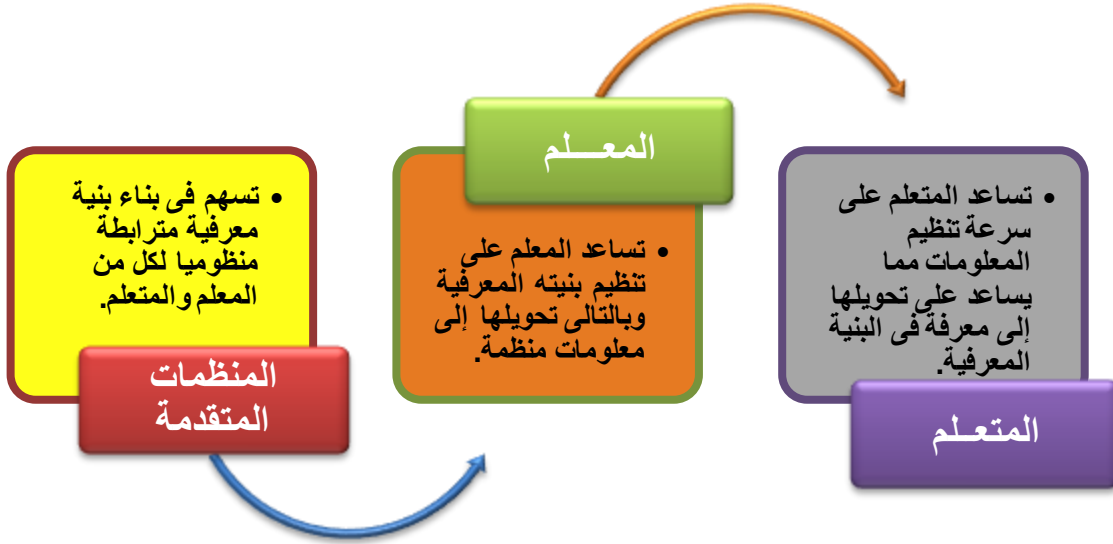 تسهم فى بناء بنية
معرفية مترابطة
منظوميا لكل من
المعلم والمتعلم.
المنظمات
المتقدمة
المعـــلم
تساعد المعلم على
تنظيم بنيته المعرفية
وبالتالى تحويلها إلى
معلومات منظمة.
تساعد المتعلم على
سرعة تنظيم
المعلومات مما
يساعد على تحويلها
إلى معرفة فى البنية
المعرفية.
المتعــلم